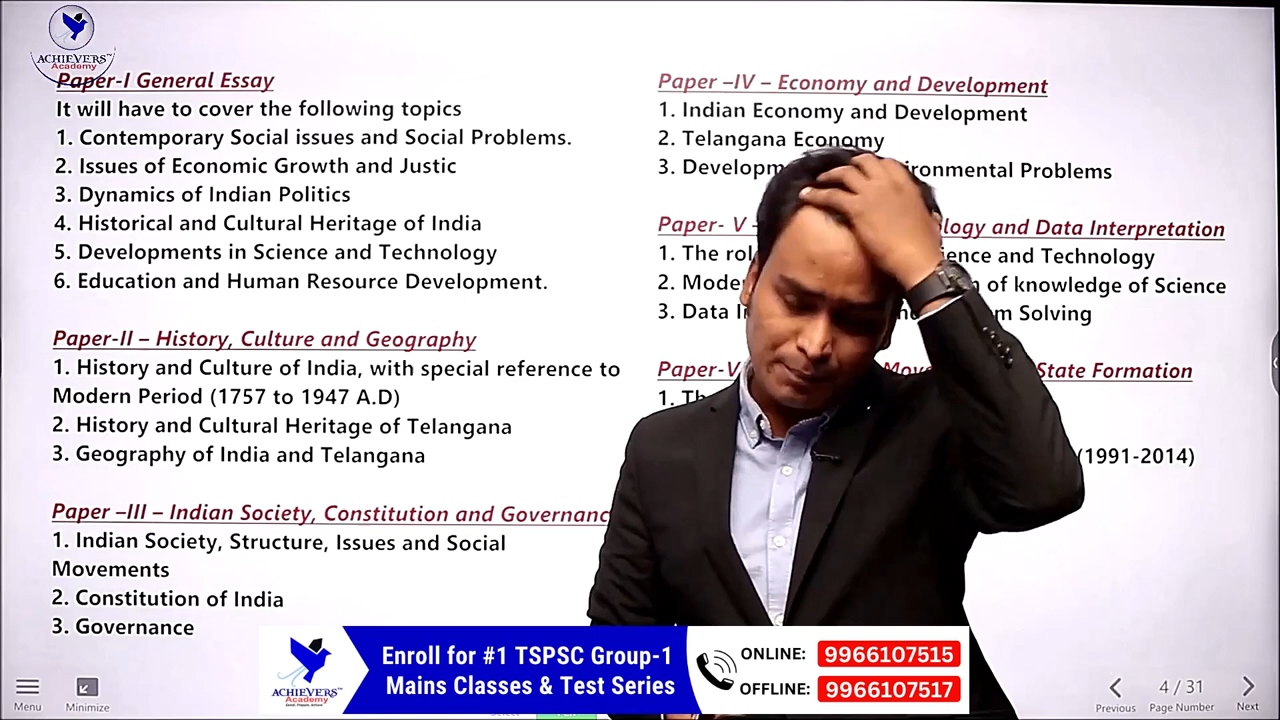 ACHIEVERS
Academy
Paper-I General Essay
It will have to cover the following topics
1. Contemporary Social issues and Social Problems.
2. Issues of Economic Growth and Justic
3. Dynamics of Indian Politics
4. Historical and Cultural Heritage of India
5. Developments in Science and Technology
6. Education and Human Resource Development.
Paper-II – History, Culture and Geography
1. History and Culture of India, with special reference to
Modern Period (1757 to 1947 A.D)
2. History and Cultural Heritage of Telangana
3. Geography of India and Telangana
Paper –III – Indian Society, Constitution and Governanc
1. Indian Society, Structure, Issues and Social
Movements
2. Constitution of India
3. Governance
Paper –IV – Economy and Development
1. Indian Economy and Development
2. Telangana Economy
3. Problems
Paper- V – and Data Interpretation
1. The and Technology
2. of knowledge of Science
3. Data Solving
State Formation
1.
(1991-2014)
ACHIEVERS
Academy
Enroll for #1 TSPSC Group-1
Mains Classes & Test Series
ONLINE: 9966107515
OFFLINE: 9966107517
Menu
Minimize
Previous
4 / 31
Page Number
Next